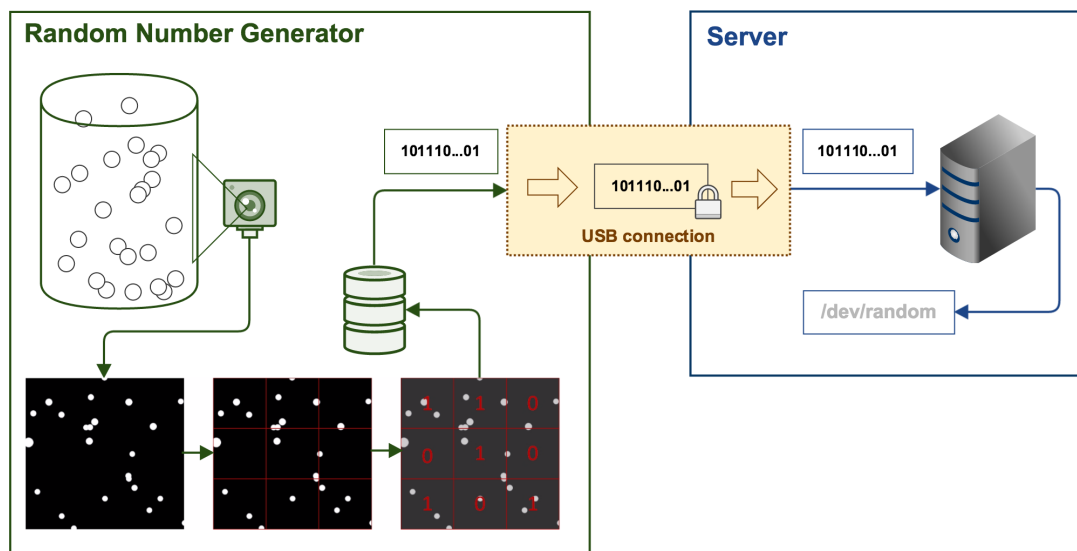 Random Number Generator
Server
101110...01
101110...01
101110...01
USB connection
/dev/random
1 1 0
0 1 0
1 0 1